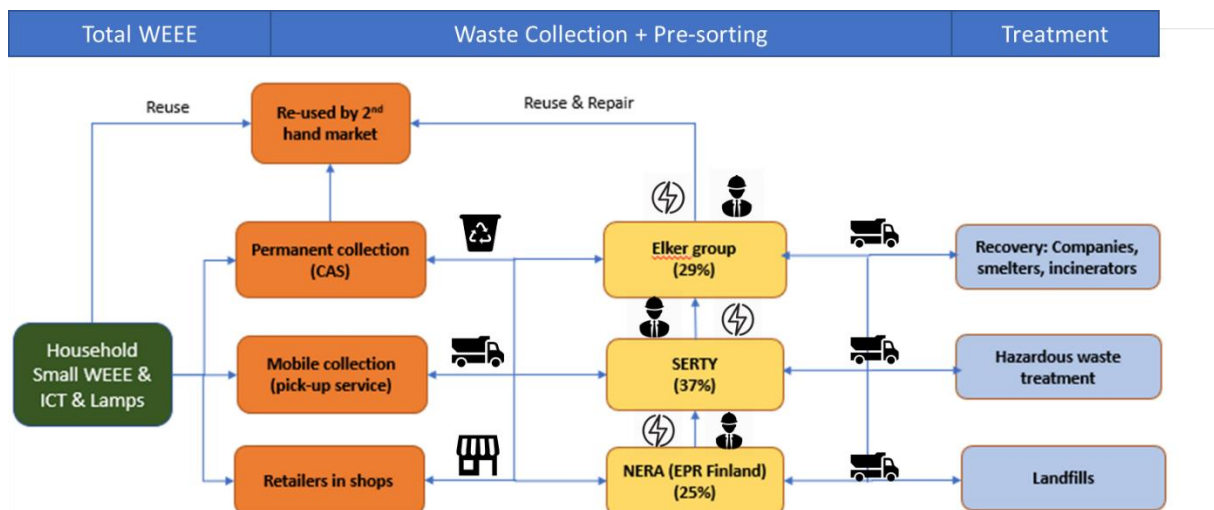 Total WEEE
Waste Collection + Pre-sorting
Treatment
Reuse
Re-used by 2nd
hand market
Reuse & Repair
Permanent collection
(CAS)
Elker group
(29%)
Recovery: Companies,
smelters, incinerators
Household
Small WEEE &
ICT & Lamps
Mobile collection
(pick-up service)
SERTY
(37%)
Hazardous waste
treatment
Retailers in shops
NERA (EPR Finland)
(25%)
Landfills